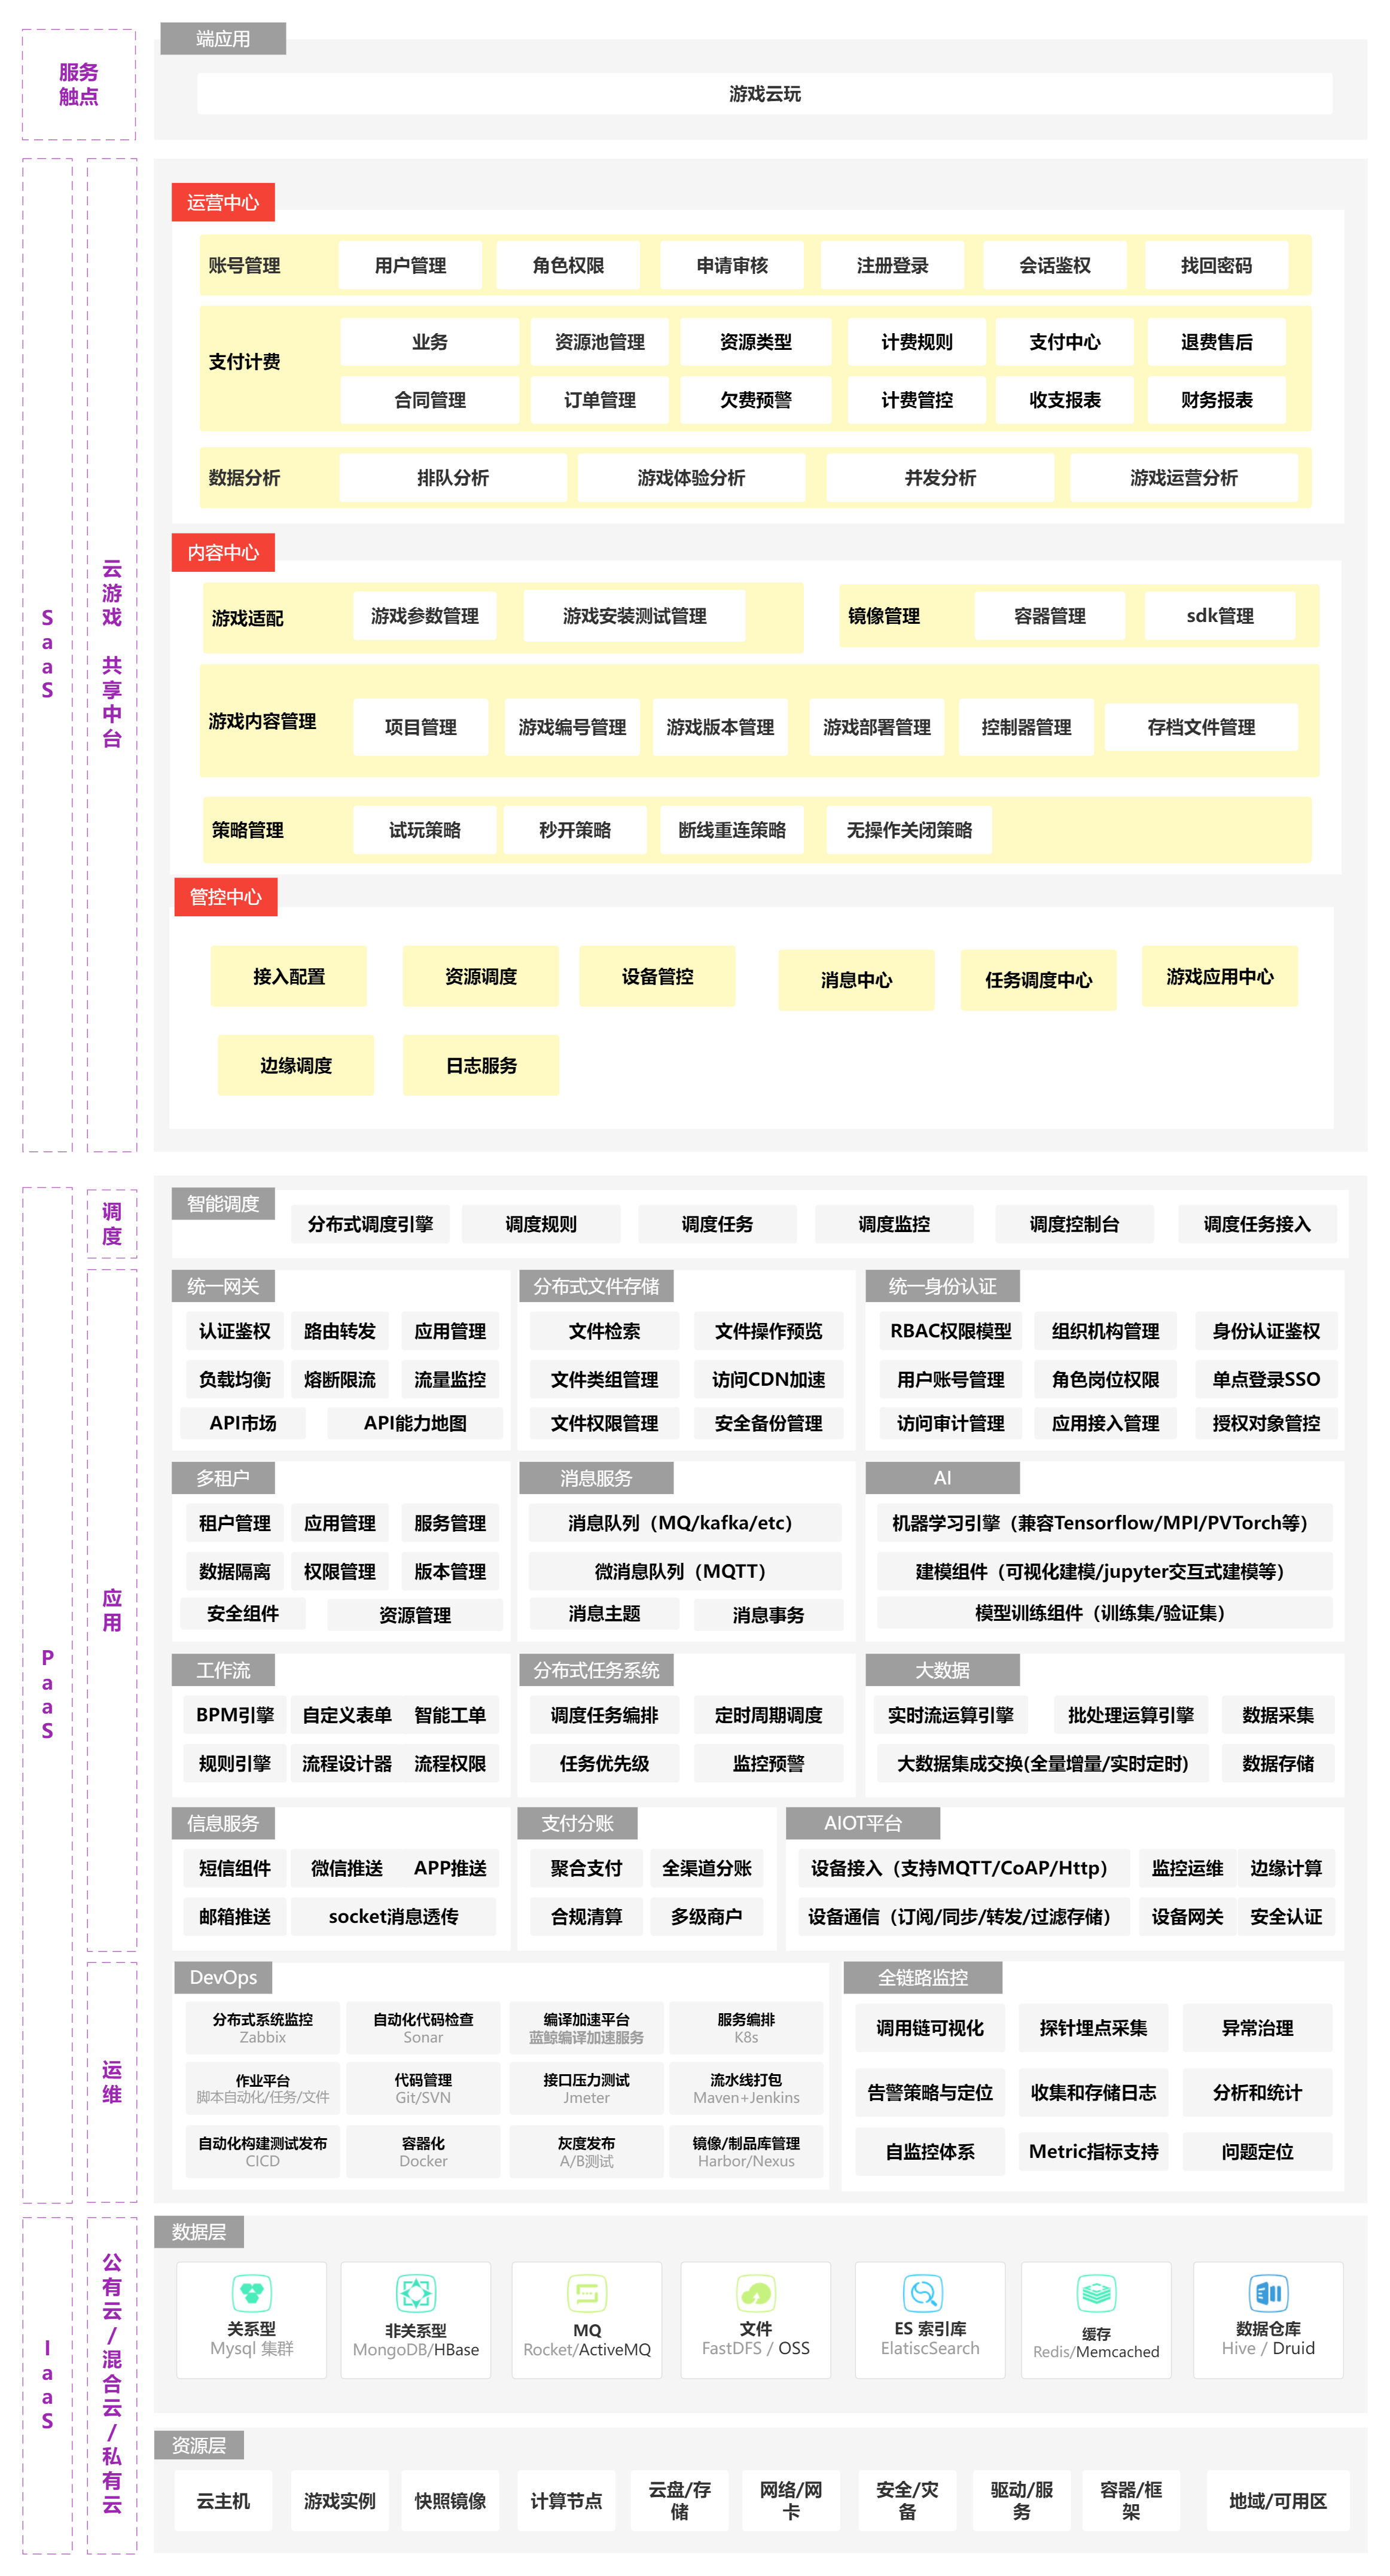 服务
触点
端应用
游戏云玩
SaaS
云游戏 共享中台
运营中心
账号管理
用户管理
角色权限
申请审核
注册登录
会话鉴权
找回密码
支付计费
业务
资源池管理
资源类型
计费规则
支付中心
退费售后
合同管理
订单管理
欠费预警
计费管控
收支报表
财务报表
数据分析
排队分析
游戏体验分析
并发分析
游戏运营分析
内容中心
游戏适配
游戏参数管理
游戏安装测试管理
镜像管理
容器管理
sdk管理
游戏内容管理
项目管理
游戏编号管理
游戏版本管理
游戏部署管理
控制器管理
存档文件管理
策略管理
试玩策略
秒开策略
断线重连策略
无操作关闭策略
管控中心
接入配置
资源调度
设备管控
消息中心
任务调度中心
游戏应用中心
边缘调度
日志服务
PaaS
调度
智能调度
分布式调度引擎
调度规则
调度任务
调度监控
调度控制台
调度任务接入
应用
统一网关
认证鉴权
路由转发
应用管理
负载均衡
熔断限流
流量监控
API市场
API能力地图
分布式文件存储
文件检索
文件操作预览
文件类组管理
访问CDN加速
文件权限管理
安全备份管理
统一身份认证
RBAC权限模型
组织机构管理
身份认证鉴权
用户账号管理
角色岗位权限
单点登录SSO
访问审计管理
应用接入管理
授权对象管控
多租户
租户管理
应用管理
服务管理
数据隔离
权限管理
版本管理
安全组件
资源管理
消息服务
消息队列（MQ/kafka/etc）
微消息队列（MQTT）
消息主题
消息事务
AI
机器学习引擎（兼容Tensorflow/MPI/PVTorch等）
建模组件（可视化建模/jupyter交互式建模等）
模型训练组件（训练集/验证集）
工作流
BPM引擎
自定义表单
智能工单
规则引擎
流程设计器
流程权限
分布式任务系统
调度任务编排
定时周期调度
任务优先级
监控预警
大数据
实时流运算引擎
批处理运算引擎
数据采集
大数据集成交换(全量增量/实时定时)
数据存储
信息服务
短信组件
微信推送
APP推送
邮箱推送
socket消息透传
支付分账
聚合支付
全渠道分账
合规清算
多级商户
AIOT平台
设备接入（支持MQTT/CoAP/Http）
监控运维
边缘计算
设备通信（订阅/同步/转发/过滤存储）
设备网关
安全认证
运维
DevOps
分布式系统监控
Zabbix
自动化代码检查
Sonar
编译加速平台
蓝鲸编译加速服务
服务编排
K8s
作业平台
脚本自动化/任务/文件
代码管理
Git/SVN
接口压力测试
Jmeter
流水线打包
Maven+Jenkins
自动化构建测试发布
CICD
容器化
Docker
灰度发布
A/B测试
镜像/制品库管理
Harbor/Nexus
全链路监控
调用链可视化
探针埋点采集
异常治理
告警策略与定位
收集和存储日志
分析和统计
自监控体系
Metric指标支持
问题定位
IaaS
公有云/混合云/私有云
数据层
关系型
Mysql 集群
非关系型
MongoDB/HBase
MQ
Rocket/ActiveMQ
文件
FastDFS / OSS
ES 索引库
ElatiscSearch
缓存
Redis/Memcached
数据仓库
Hive / Druid
资源层
云主机
游戏实例
快照镜像
计算节点
云盘/存
储
网络/网
卡
安全/灾
备
驱动/服
务
容器/框
架
地域/可用区